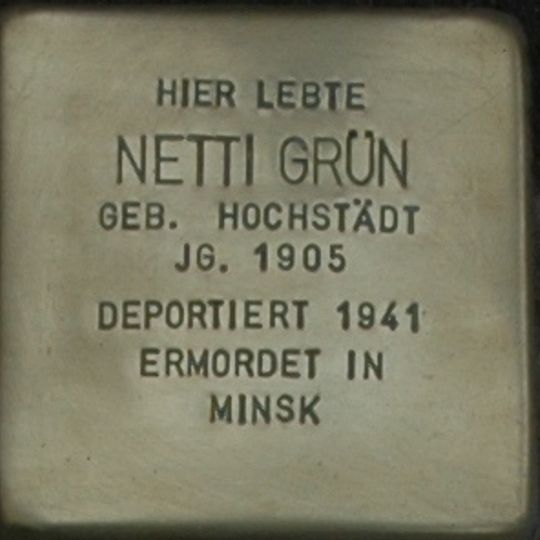 HIER LEBTE
NETTI GRÜN
GEB. HOCHSTÄDT
JG. 1905
DEPORTIERT 1941
ERMORDET IN
MINSK